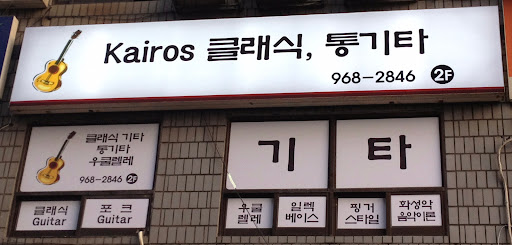 Kairos 클래식, 통기타
968-2846 2F
클래식 기타
통기타
우쿨렐레
968-2846 2F
기 타
클래식
Guitar
포크
Guitar
우쿨
렐레
일렉
베이스
핑거
스타일
화성악
음악이론